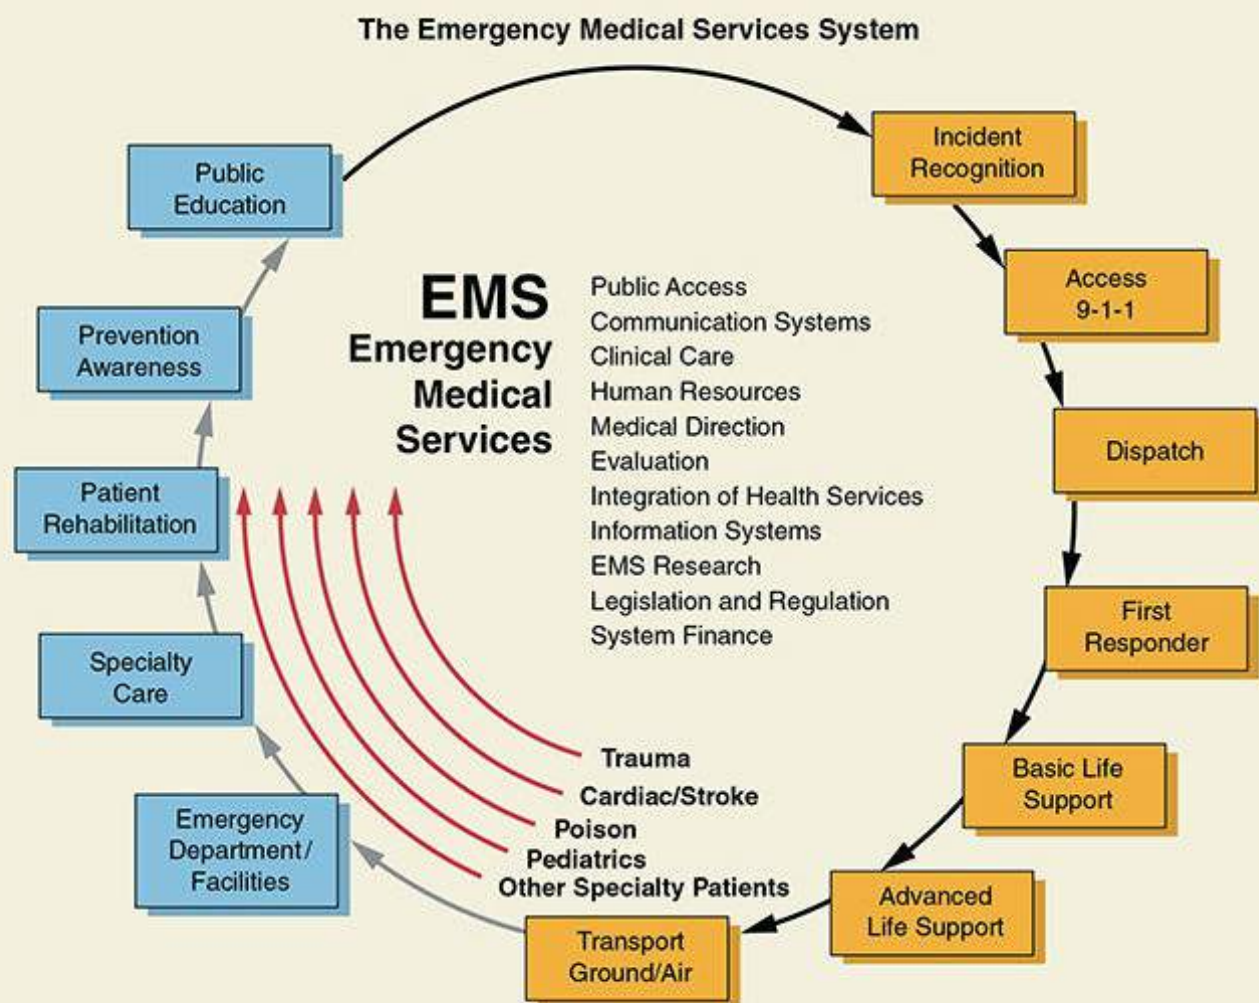 The Emergency Medical Services System
Incident
Recognition
Access
9-1-1
Dispatch
First
Responder
Basic Life
Support
Advanced
Life Support
Transport
Ground/Air
Emergency
Department/
Facilities
Specialty
Care
Patient
Rehabilitation
Prevention
Awareness
Public
Education
EMS
Emergency
Medical
Services
Public Access
Communication Systems
Clinical Care
Human Resources
Medical Direction
Evaluation
Integration of Health Services
Information Systems
EMS Research
Legislation and Regulation
System Finance
Trauma
Cardiac/Stroke
Poison
Pediatrics
Other Specialty Patients